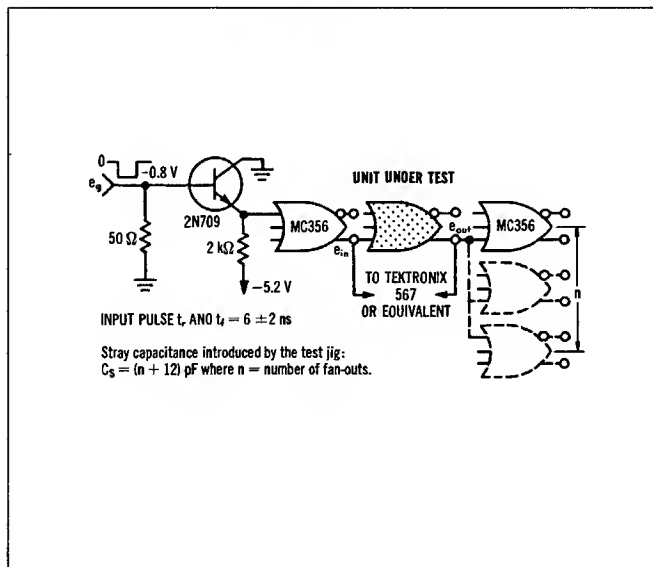 0
-0.8 V
e_g
50 Ω
2N709
2 kΩ
-5.2 V
MC356
UNIT UNDER TEST
e_in
e_out
MC356
n
TO TEKTRONIX
567
OR EQUIVALENT
INPUT PULSE t_r ANO t_f = 6 ±2 ns
Stray capacitance introduced by the test jig:
C_S = (n + 12) pF where n = number of fan-outs.